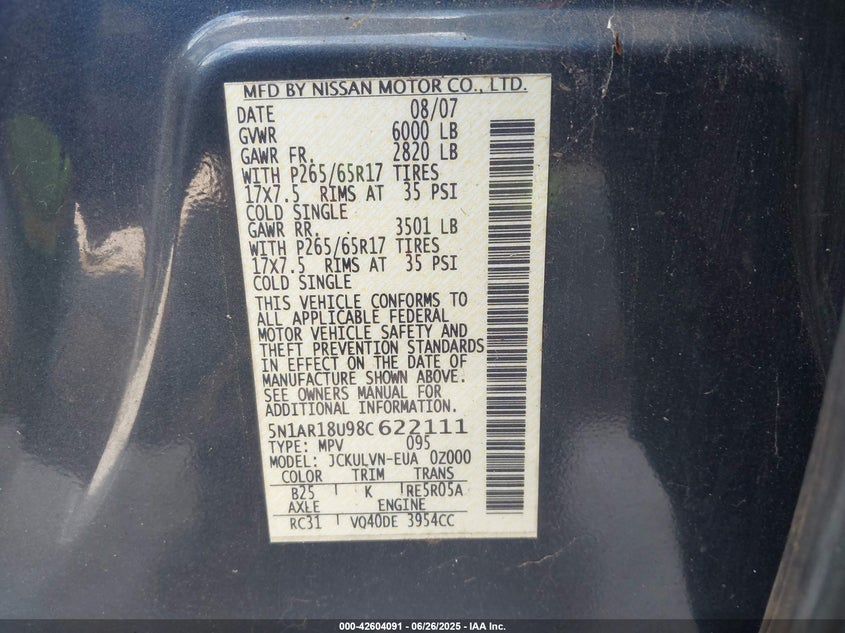 MFD BY NISSAN MOTOR CO., LTD.
DATE 08/07
GVWR 6000 LB
GAWR FR. 2820 LB
WITH P265/65R17 TIRES
17X7.5 RIMS AT 35 PSI
COLD SINGLE
GAWR RR. 3501 LB
WITH P265/65R17 TIRES
17X7.5 RIMS AT 35 PSI
COLD SINGLE
THIS VEHICLE CONFORMS TO
ALL APPLICABLE FEDERAL
MOTOR VEHICLE SAFETY AND
THEFT PREVENTION STANDARDS
IN EFFECT ON THE DATE OF
MANUFACTURE SHOWN ABOVE.
SEE OWNERS MANUAL FOR
ADDITIONAL INFORMATION.
5N1AR18U98C622111
TYPE: MPV 095
MODEL: JCKULVN-EUA 0Z000
COLOR TRIM TRANS
B25 K RE5R05A
AXLE ENGINE
RC31 VQ40DE 3954CC
000-42604091 - 06/26/2025 - IAA Inc.